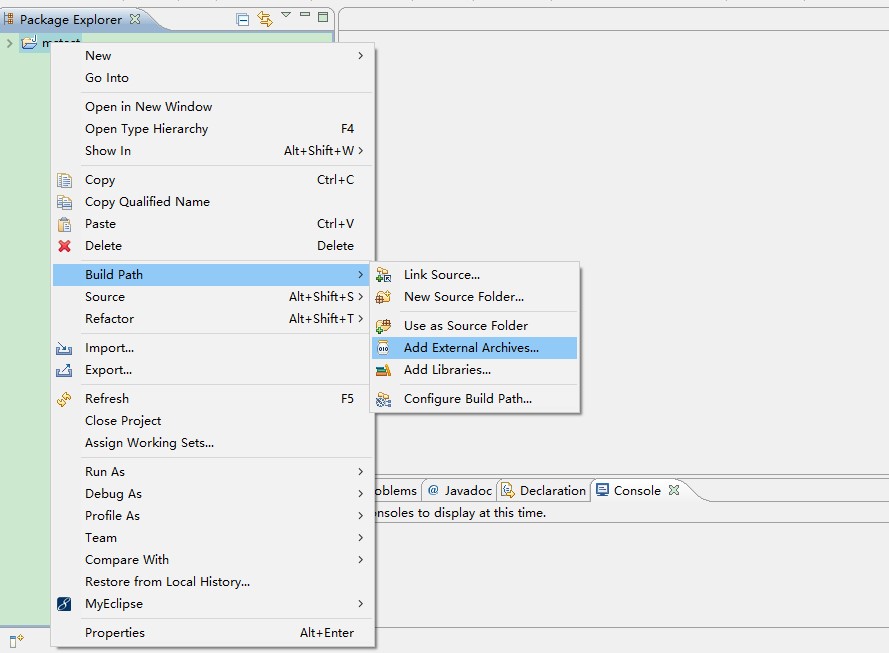 Package Explorer
New
Go Into
Open in New Window
Open Type Hierarchy F4
Show In Alt+Shift+W
Copy Ctrl+C
Copy Qualified Name
Paste Ctrl+V
Delete Delete
Build Path
Source Alt+Shift+S
Refactor Alt+Shift+T
Import...
Export...
Refresh F5
Close Project
Assign Working Sets...
Run As
Debug As
Profile As
Team
Compare With
Restore from Local History...
MyEclipse
Properties Alt+Enter
Link Source...
New Source Folder...
Use as Source Folder
Add External Archives...
Add Libraries...
Configure Build Path...
oblems @ Javadoc Declaration Console
onsoles to display at this time.